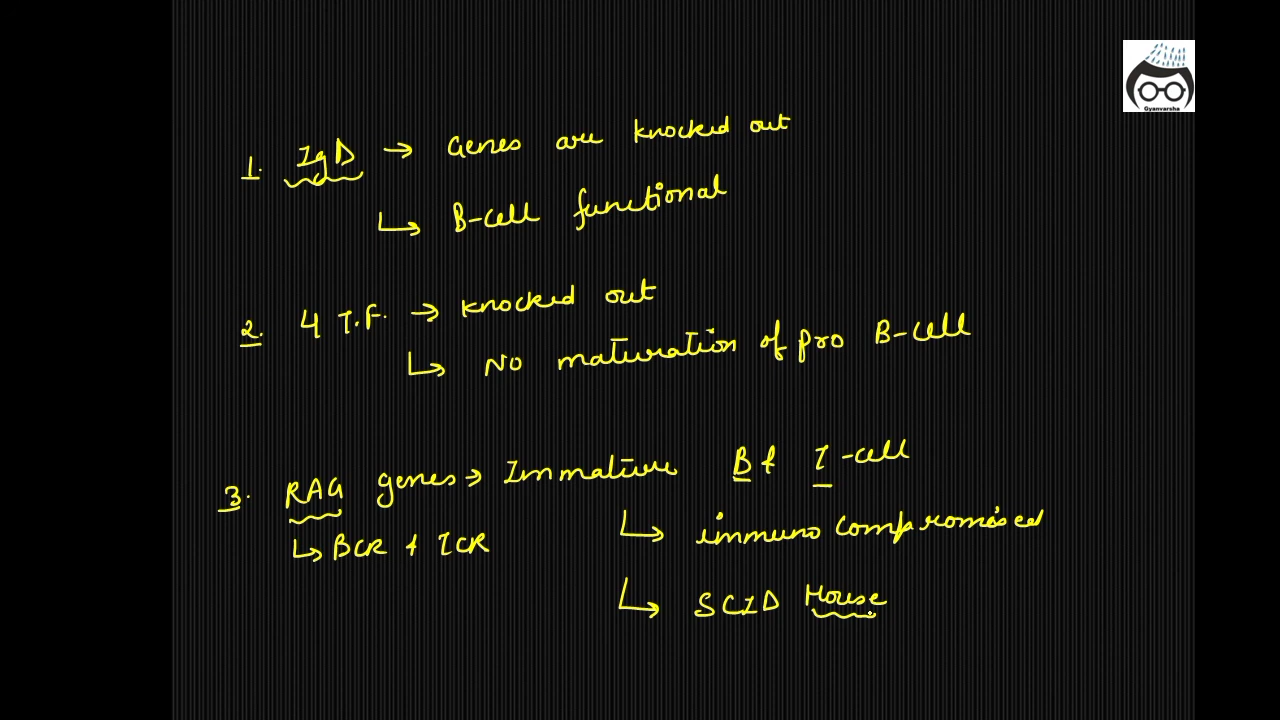 Gyanvarsha
1. IgD → Genes are knocked out
↳ B-cell functional
2. 4 T.F. → Knocked out
↳ No maturation of pro B-cell
3. RAG genes → Immature B & T-cell
↳ BCR & TCR ↳ immuno compromised
↳ SCID Mouse